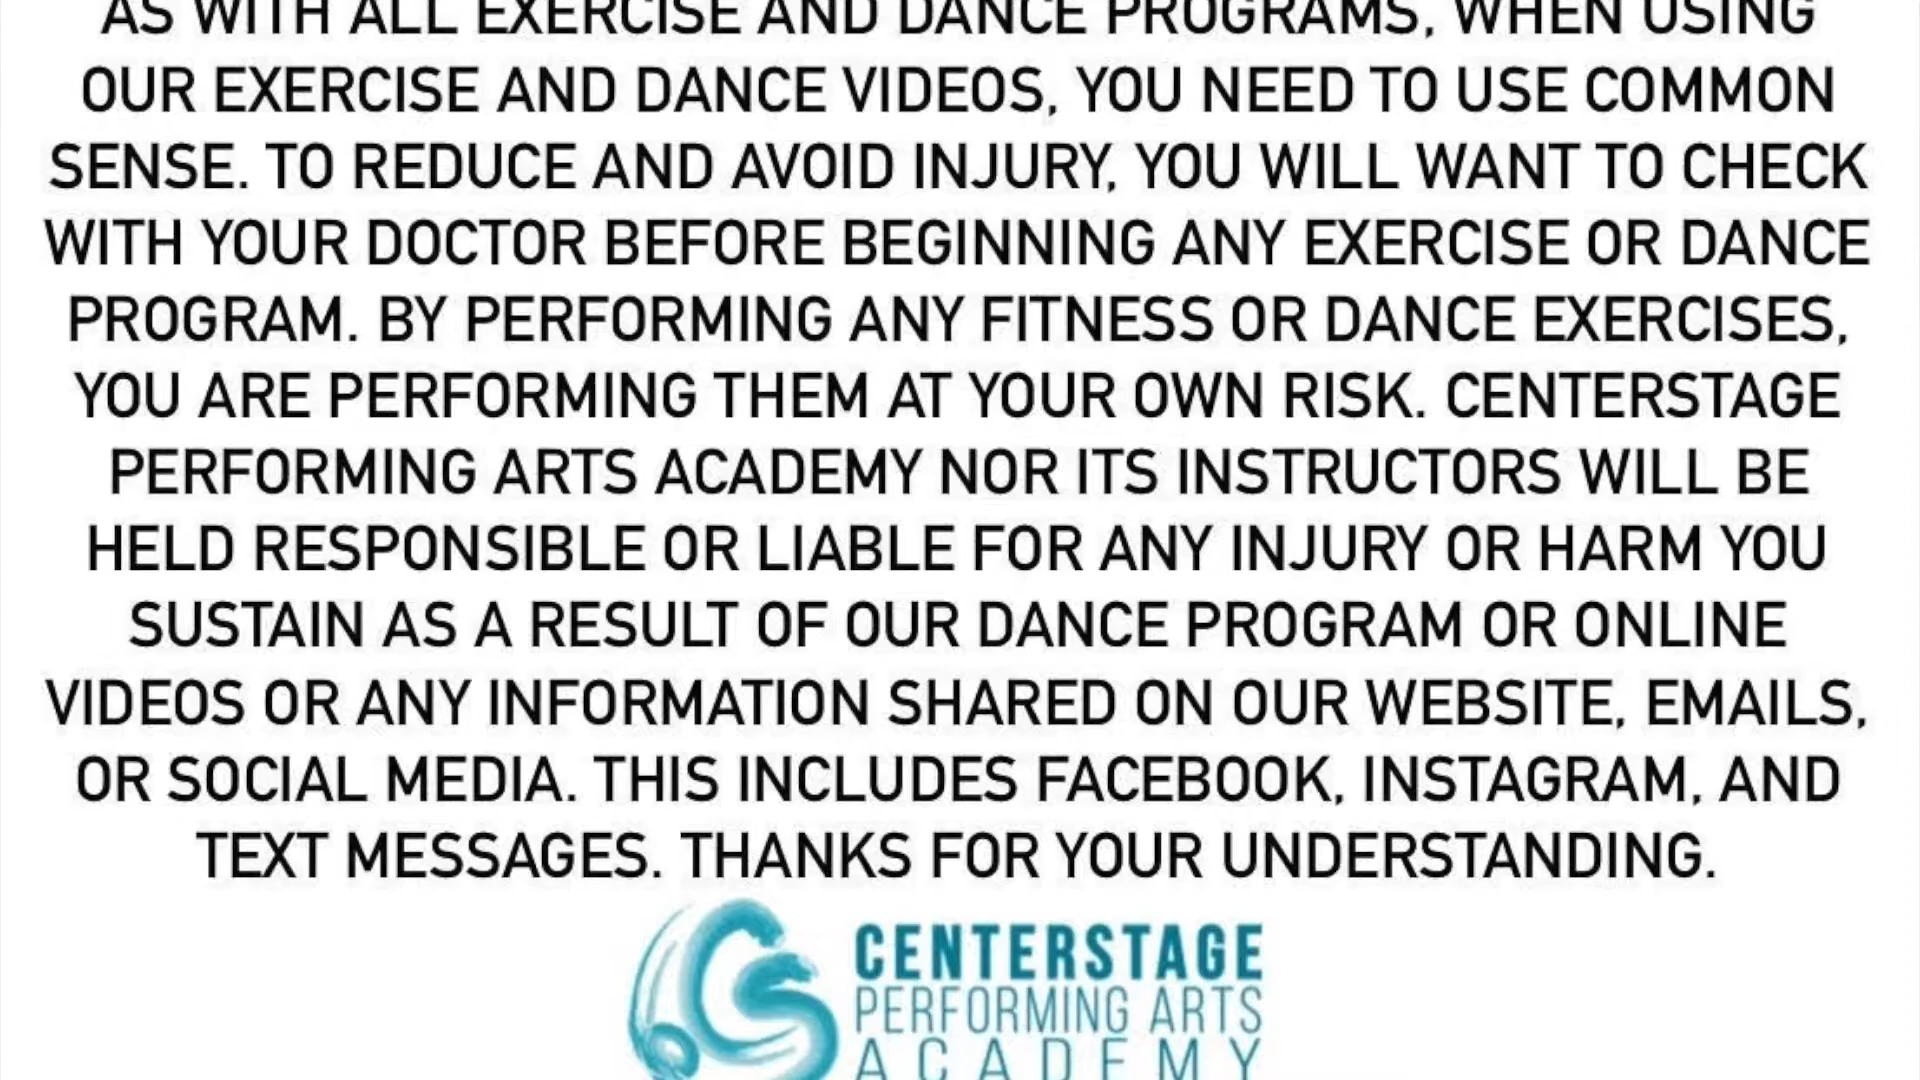 AS WITH ALL EXERCISE AND DANCE PROGRAMS, WHEN USING
OUR EXERCISE AND DANCE VIDEOS, YOU NEED TO USE COMMON
SENSE. TO REDUCE AND AVOID INJURY, YOU WILL WANT TO CHECK
WITH YOUR DOCTOR BEFORE BEGINNING ANY EXERCISE OR DANCE
PROGRAM. BY PERFORMING ANY FITNESS OR DANCE EXERCISES,
YOU ARE PERFORMING THEM AT YOUR OWN RISK. CENTERSTAGE
PERFORMING ARTS ACADEMY NOR ITS INSTRUCTORS WILL BE
HELD RESPONSIBLE OR LIABLE FOR ANY INJURY OR HARM YOU
SUSTAIN AS A RESULT OF OUR DANCE PROGRAM OR ONLINE
VIDEOS OR ANY INFORMATION SHARED ON OUR WEBSITE, EMAILS,
OR SOCIAL MEDIA. THIS INCLUDES FACEBOOK, INSTAGRAM, AND
TEXT MESSAGES. THANKS FOR YOUR UNDERSTANDING.
CS
CENTERSTAGE
PERFORMING ARTS
ACADEMY